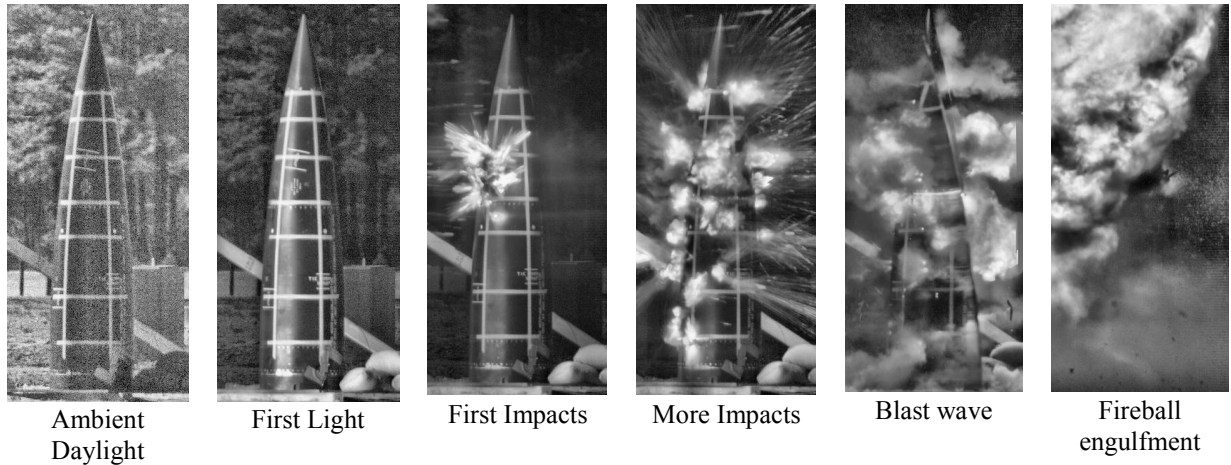 Ambient
Daylight
First Light
First Impacts
More Impacts
Blast wave
Fireball
engulfment